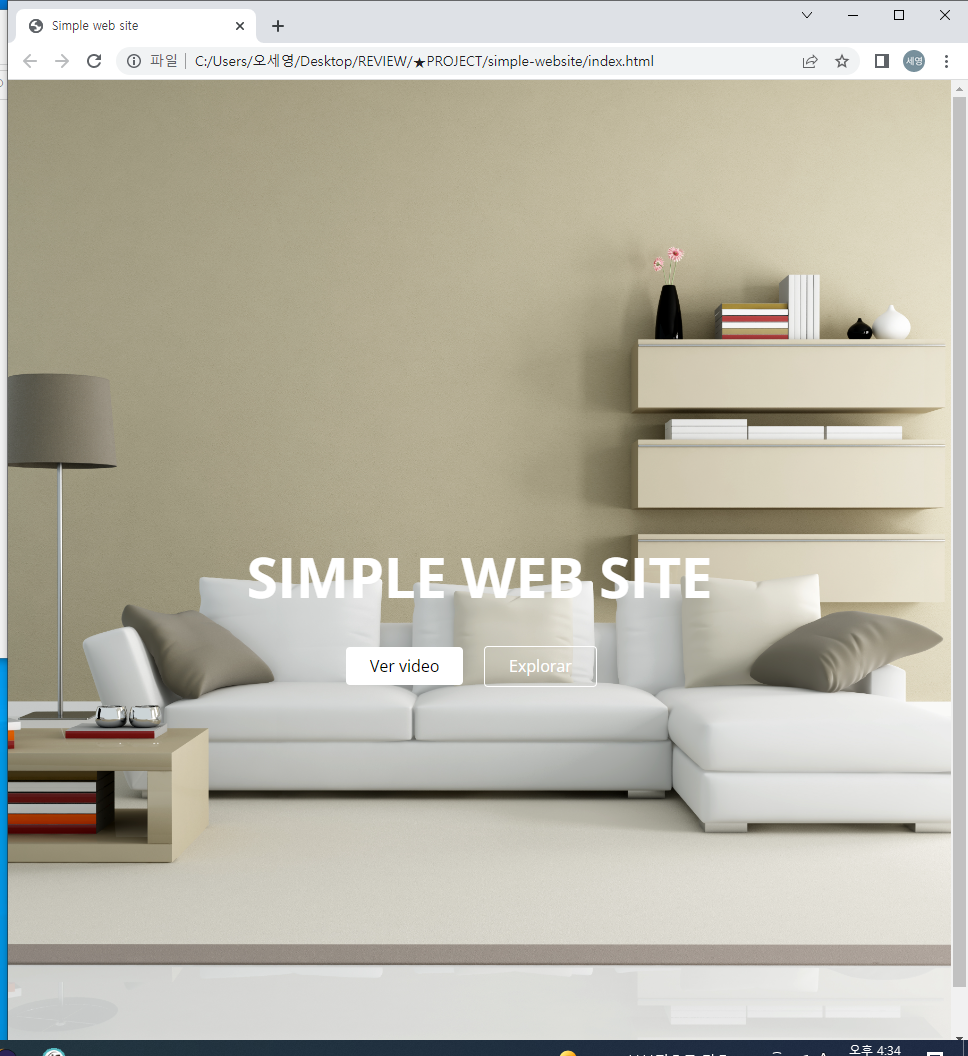 Simple web site
파일 C:/Users/오세영/Desktop/REVIEW/★PROJECT/simple-website/index.html
세영
SIMPLE WEB SITE
Ver video Explorar
오후 4:34